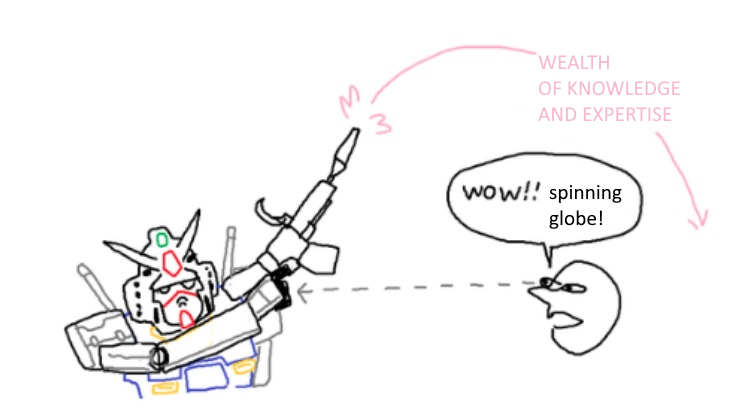 WEALTH
OF KNOWLEDGE
AND EXPERTISE
WOW!! spinning
globe!